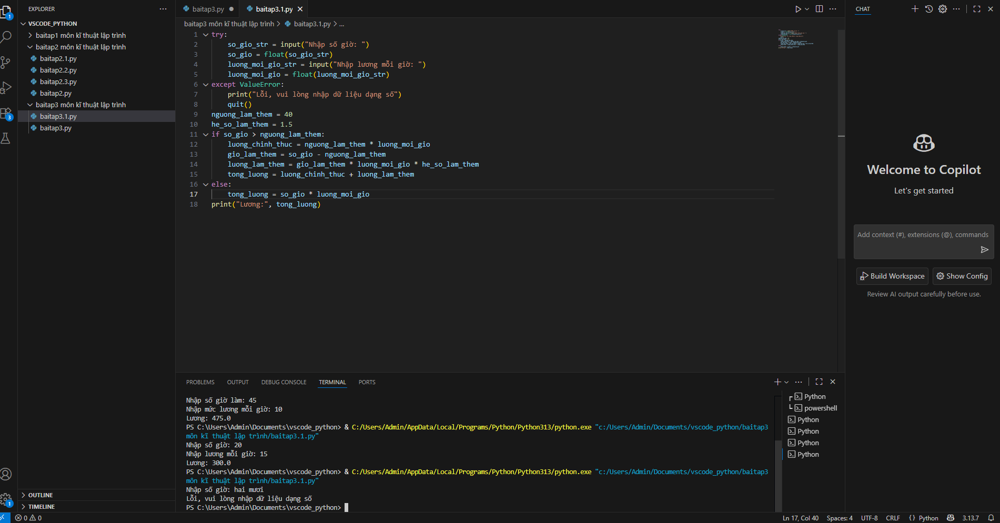 EXPLORER
VSCODE_PYTHON
baitap1 môn kĩ thuật lập trình
baitap2 môn kĩ thuật lập trình
baitap2.1.py
baitap2.2.py
baitap2.3.py
baitap2.py
baitap3 môn kĩ thuật lập trình
baitap3.1.py
baitap3.py
OUTLINE
TIMELINE
1
3
1
baitap3.py
baitap3.1.py
baitap3 môn kĩ thuật lập trình > baitap3.1.py > ...
1 try:
2 so_gio_str = input("Nhập số giờ: ")
3 so_gio = float(so_gio_str)
4 luong_moi_gio_str = input("Nhập lương mỗi giờ: ")
5 luong_moi_gio = float(luong_moi_gio_str)
6 except ValueError:
7 print("Lỗi, vui lòng nhập dữ liệu dạng số")
8 quit()
9 nguong_lam_them = 40
10 he_so_lam_them = 1.5
11 if so_gio > nguong_lam_them:
12 luong_chinh_thuc = nguong_lam_them * luong_moi_gio
13 gio_lam_them = so_gio - nguong_lam_them
14 luong_lam_them = gio_lam_them * luong_moi_gio * he_so_lam_them
15 tong_luong = luong_chinh_thuc + luong_lam_them
16 else:
17 tong_luong = so_gio * luong_moi_gio
18 print("Lương:", tong_luong)
PROBLEMS OUTPUT DEBUG CONSOLE TERMINAL PORTS
Nhập số giờ làm: 45
Nhập mức lương mỗi giờ: 10
Lương: 475.0
PS C:\Users\Admin\Documents\vscode_python> & C:/Users/Admin/AppData/Local/Programs/Python/Python313/python.exe "c:/Users/Admin/Documents/vscode_python/baitap3
môn kĩ thuật lập trình/baitap3.1.py"
Nhập số giờ: 20
Nhập lương mỗi giờ: 15
Lương: 300.0
PS C:\Users\Admin\Documents\vscode_python> & C:/Users/Admin/AppData/Local/Programs/Python/Python313/python.exe "c:/Users/Admin/Documents/vscode_python/baitap3
môn kĩ thuật lập trình/baitap3.1.py"
Nhập số giờ: hai mươi
Lỗi, vui lòng nhập dữ liệu dạng số
PS C:\Users\Admin\Documents\vscode_python>
Python
powershell
Python
Python
Python
Python
CHAT
Welcome to Copilot
Let's get started
Add context (#), extensions (@), commands
Build Workspace
Show Config
Review AI output carefully before use.
0 0
Ln 17, Col 40 Spaces: 4 UTF-8 CRLF {} Python 3.13.7